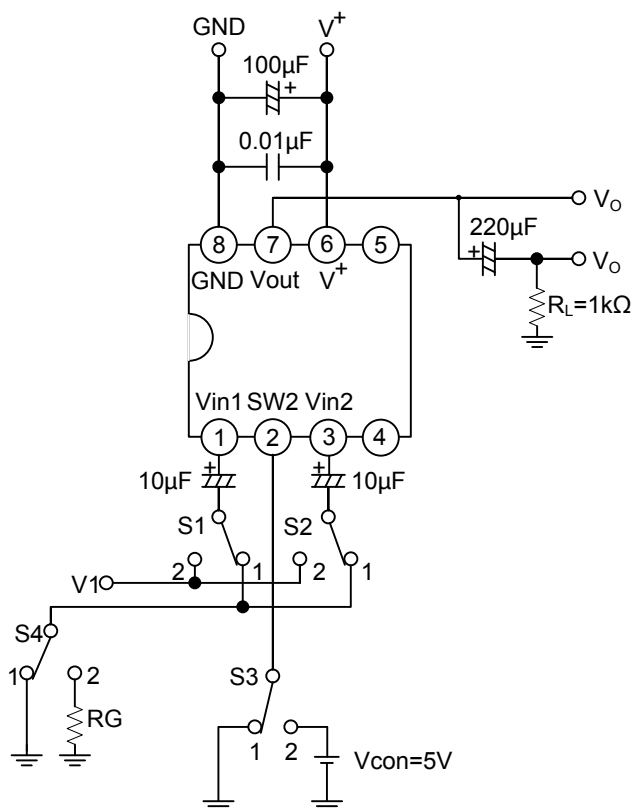 GND V+
100µF
+
0.01µF
VO
220µF
+
VO
RL=1kΩ
8 7 6 5
GND Vout V+
Vin1 SW2 Vin2
1 2 3 4
+ +
10µF 10µF
S1 S2
2 1 2 1
V1
S4
1 2
RG
S3
1 2
Vcon=5V